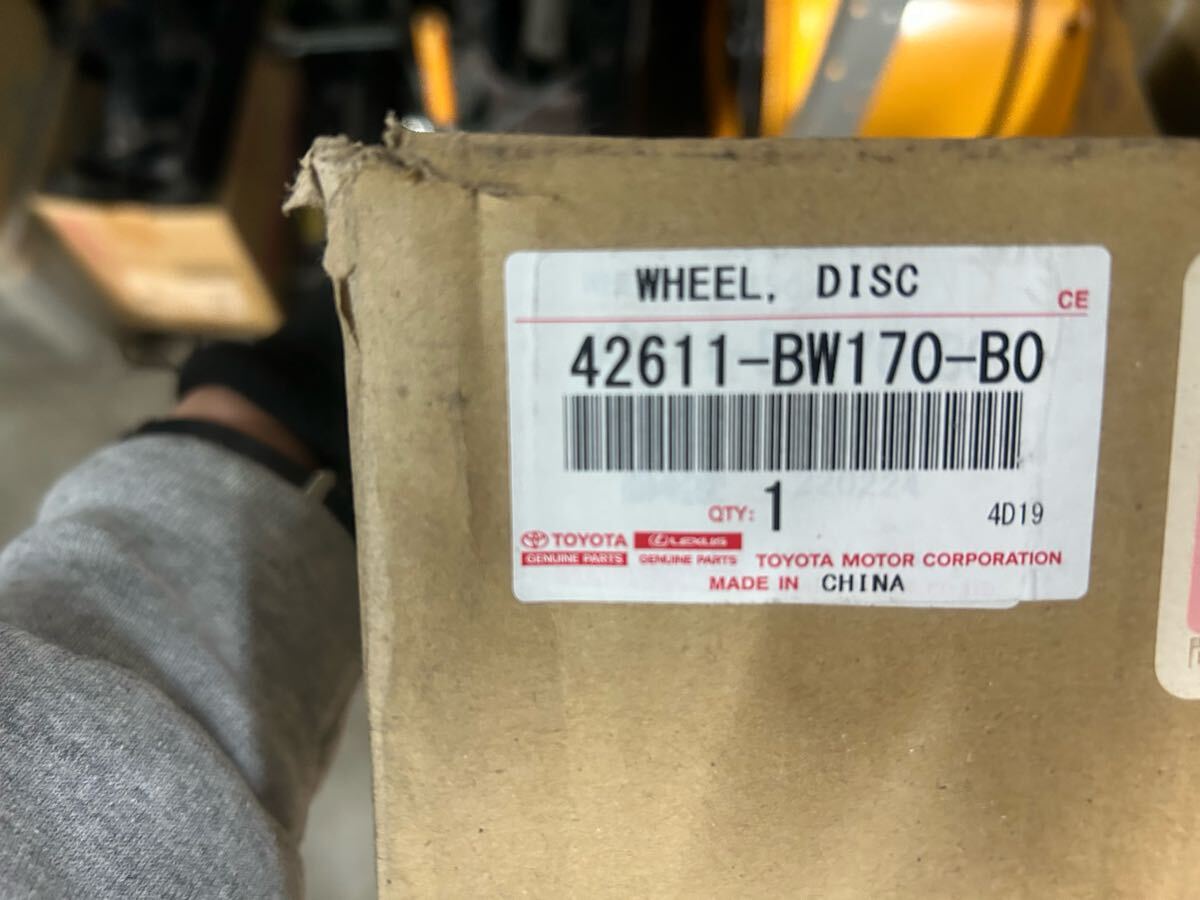 WHEEL, DISC
CE
42611-BW170-B0
QTY: 1
4D19
TOYOTA
GENUINE PARTS
LEXUS
GENUINE PARTS
TOYOTA MOTOR CORPORATION
MADE IN CHINA